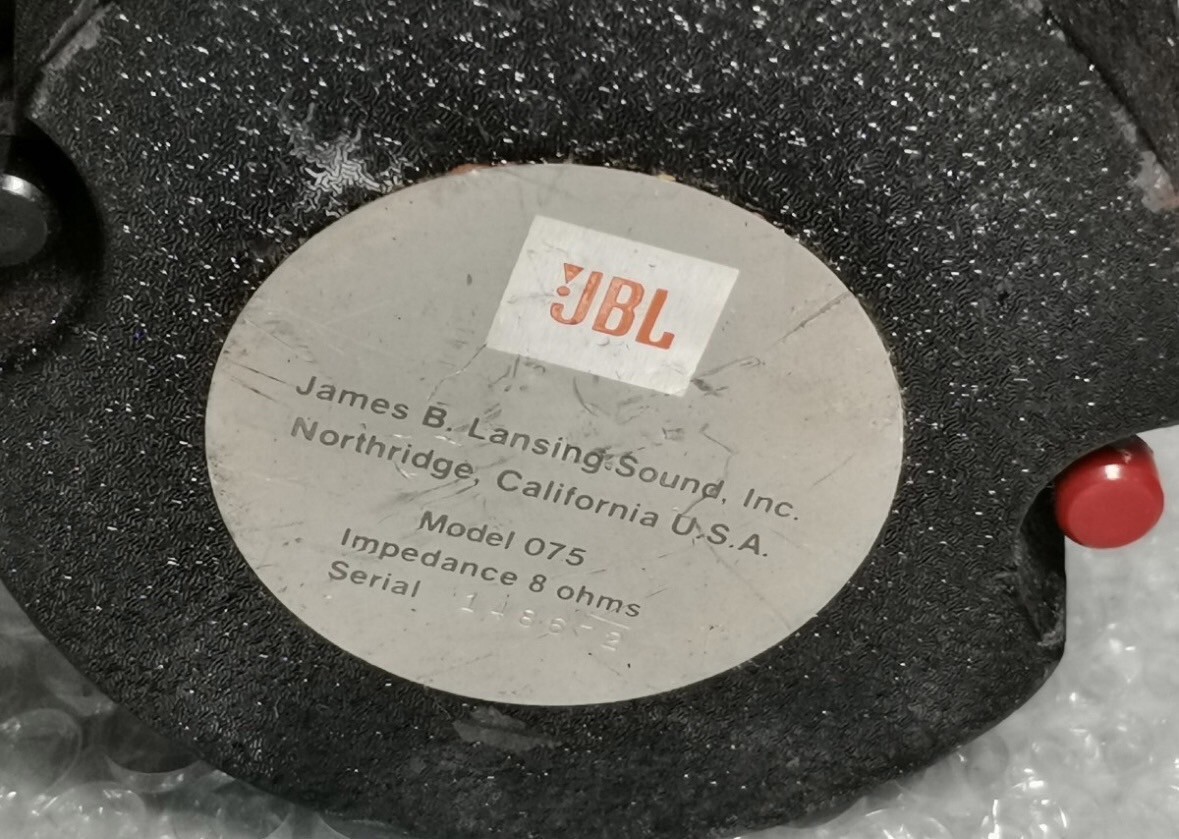 JBL
James B. Lansing Sound, Inc.
Northridge, California U.S.A.
Model 075
Impedance 8 ohms
Serial